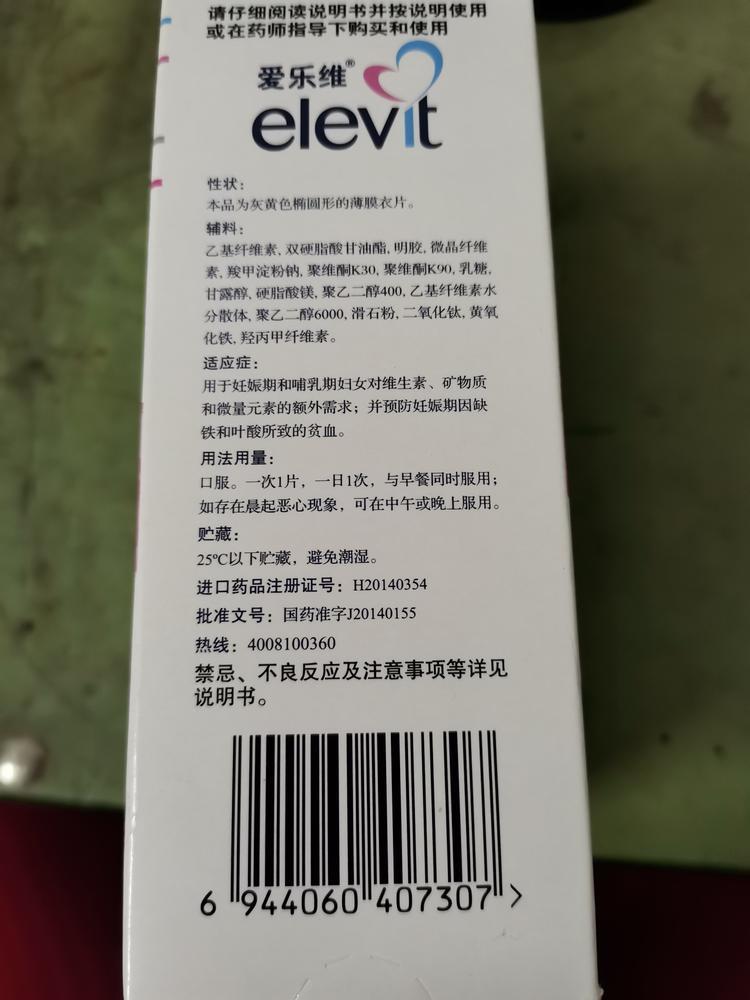 请仔细阅读说明书并按说明使用
或在药师指导下购买和使用
爱乐维®
elevit
性状：
本品为灰黄色椭圆形的薄膜衣片。
辅料：
乙基纤维素, 双硬脂酸甘油酯, 明胶, 微晶纤维
素, 羧甲淀粉钠, 聚维酮K30, 聚维酮K90, 乳糖,
甘露醇, 硬脂酸镁, 聚乙二醇400, 乙基纤维素水
分散体, 聚乙二醇6000, 滑石粉, 二氧化钛, 黄氧
化铁, 羟丙甲纤维素。
适应症：
用于妊娠期和哺乳期妇女对维生素、矿物质
和微量元素的额外需求；并预防妊娠期因缺
铁和叶酸所致的贫血。
用法用量：
口服。一次1片，一日1次，与早餐同时服用；
如存在晨起恶心现象，可在中午或晚上服用。
贮藏：
25℃以下贮藏，避免潮湿。
进口药品注册证号：H20140354
批准文号：国药准字J20140155
热线：4008100360
禁忌、不良反应及注意事项等详见
说明书。
6 944060 407307 >